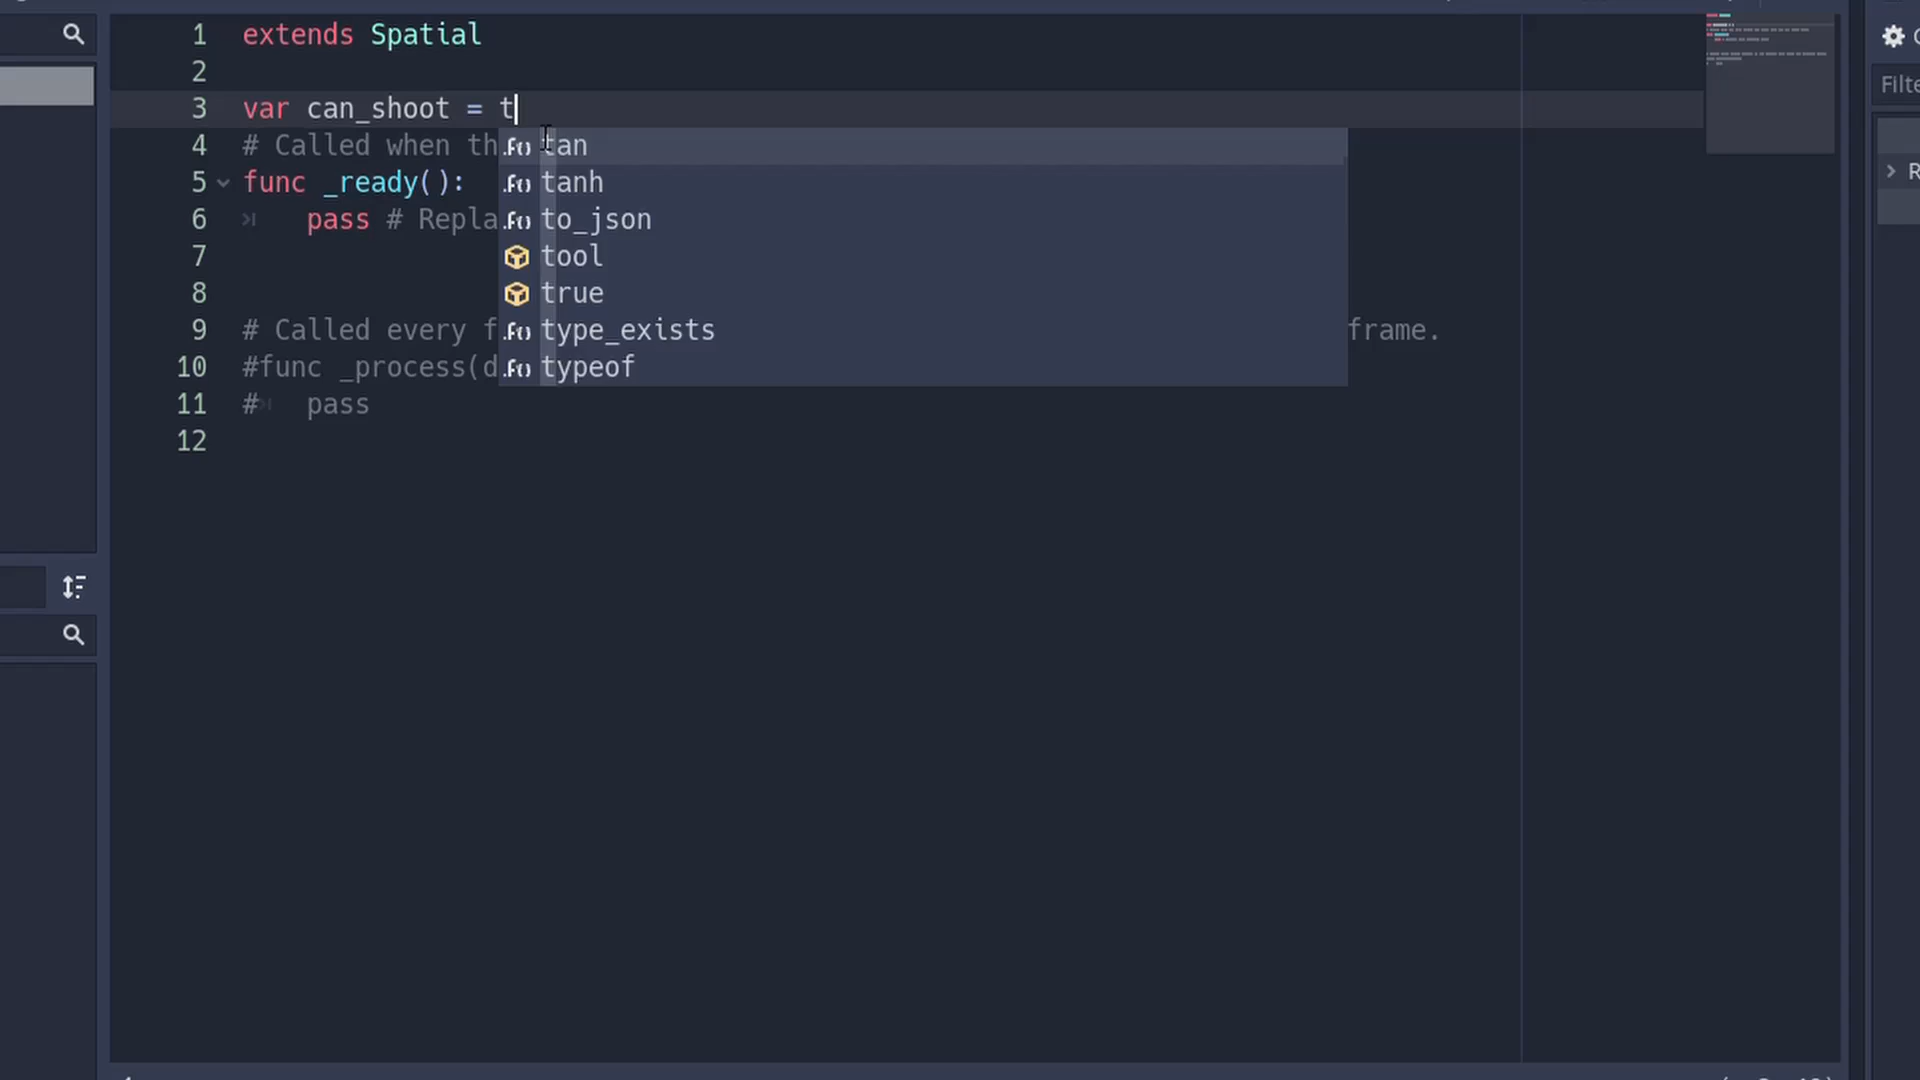 1 extends Spatial
2
3 var can_shoot = t
4 # Called when th
tan
5 func _ready():
tanh
6 pass # Repla
to_json
7
tool
8
true
9 # Called every f
type_exists
frame.
10 #func _process(d
typeof
11 # pass
12
Filte
R